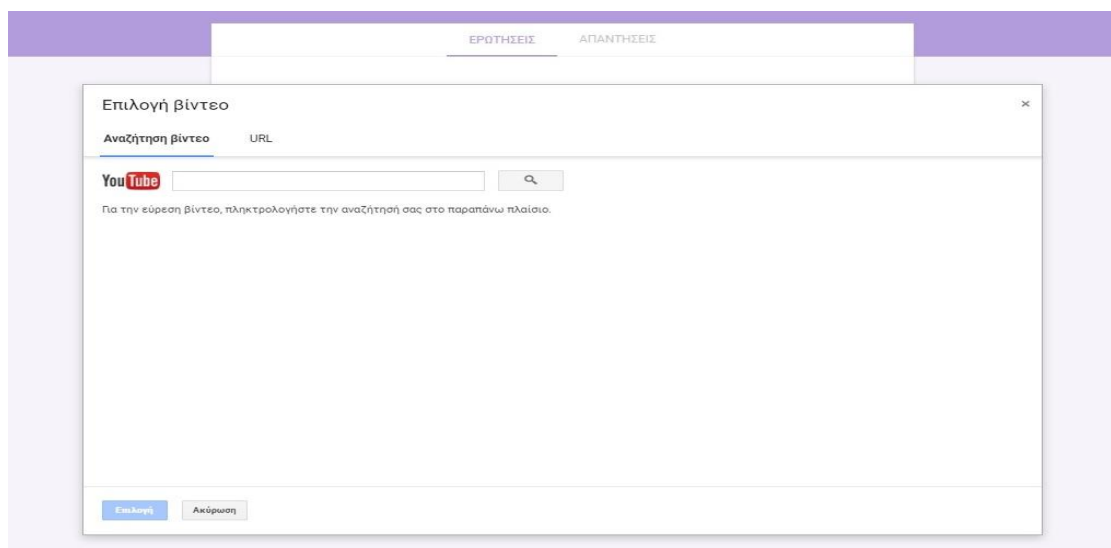 ΕΡΩΤΗΣΕΙΣ ΑΠΑΝΤΗΣΕΙΣ
Επιλογή βίντεο ×
Αναζήτηση βίντεο URL
YouTube
Για την εύρεση βίντεο, πληκτρολογήστε την αναζήτησή σας στο παραπάνω πλαίσιο.
Επιλογή Ακύρωση